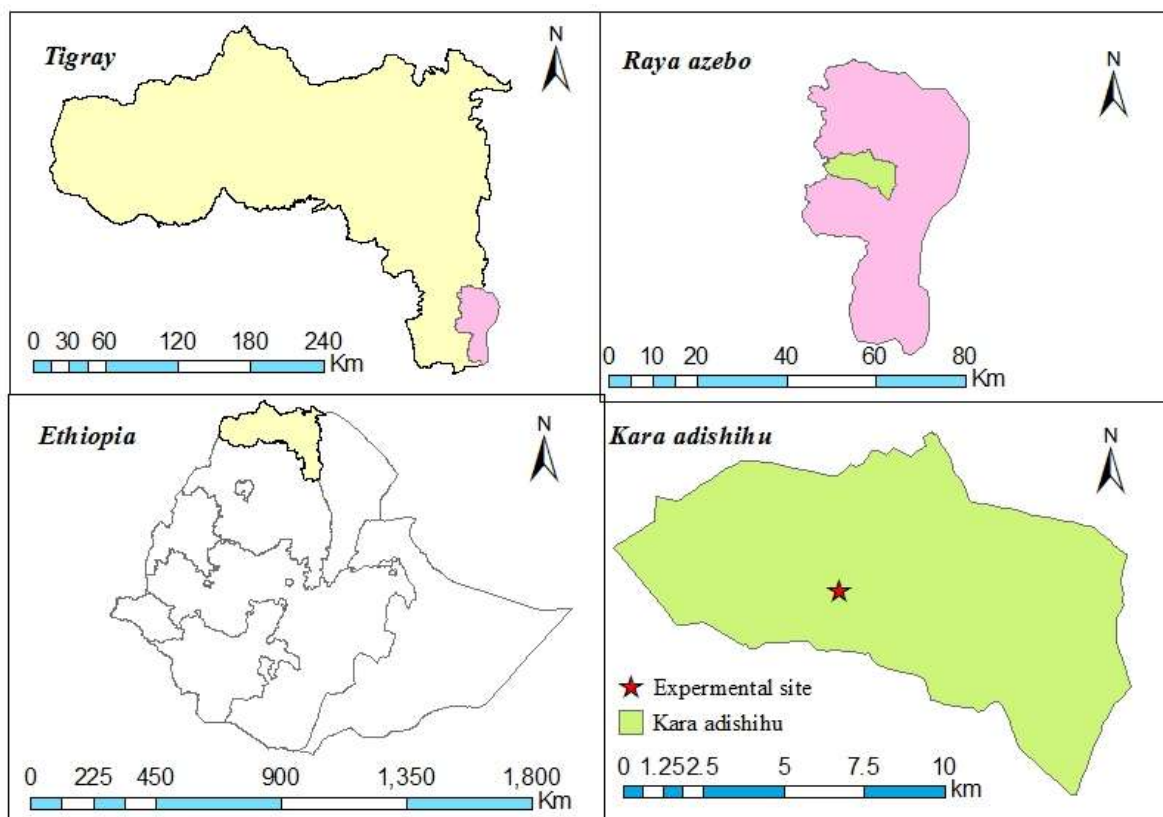 Tigray
N
0 30 60 120 180 240
Km
Raya azebo
N
0 10 20 40 60 80
Km
Ethiopia
N
0 225 450 900 1,350 1,800
Km
Kara adishihu
N
Expermental site
Kara adishihu
0 1.252.5 5 7.5 10
km